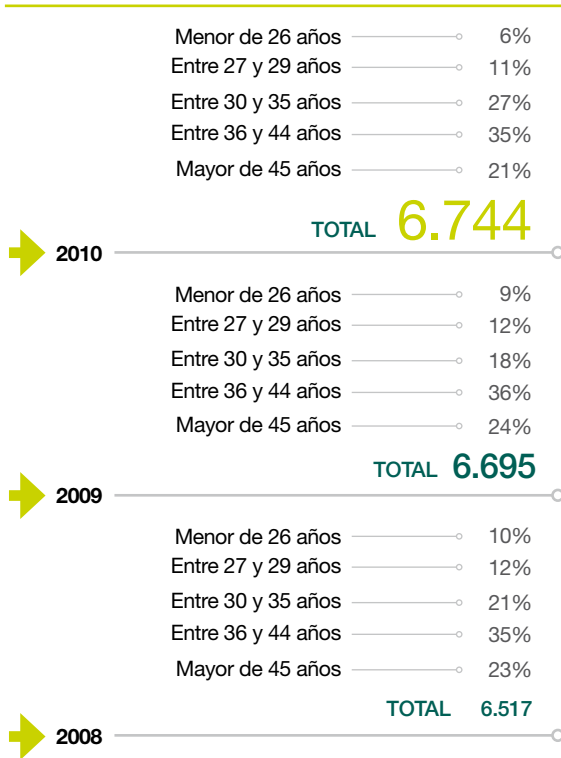 Menor de 26 años 6%
Entre 27 y 29 años 11%
Entre 30 y 35 años 27%
Entre 36 y 44 años 35%
Mayor de 45 años 21%
TOTAL 6.744
2010
Menor de 26 años 9%
Entre 27 y 29 años 12%
Entre 30 y 35 años 18%
Entre 36 y 44 años 36%
Mayor de 45 años 24%
TOTAL 6.695
2009
Menor de 26 años 10%
Entre 27 y 29 años 12%
Entre 30 y 35 años 21%
Entre 36 y 44 años 35%
Mayor de 45 años 23%
TOTAL 6.517
2008